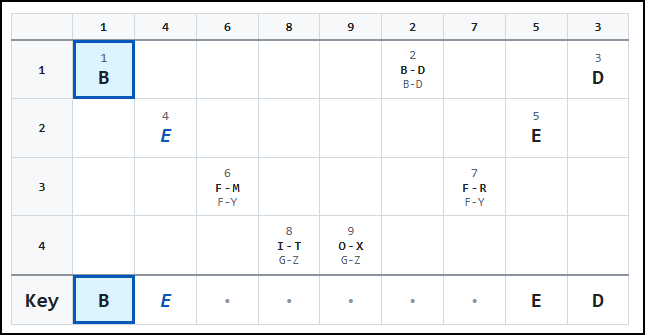 1 4 6 8 9 2 7 5 3
1 1 2 3
B B-D D
B-D
2 4 5
E E
3 6 7
F-M F-R
F-Y F-Y
4 8 9
I-T O-X
G-Z G-Z
Key B E • • • • • E D